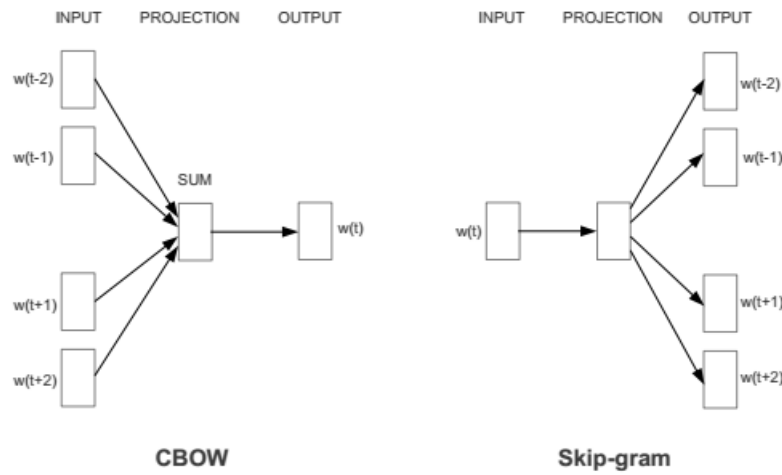 INPUT PROJECTION OUTPUT
w(t-2)
w(t-1)
SUM
w(t)
w(t+1)
w(t+2)
CBOW
INPUT PROJECTION OUTPUT
w(t-2)
w(t-1)
w(t)
w(t+1)
w(t+2)
Skip-gram